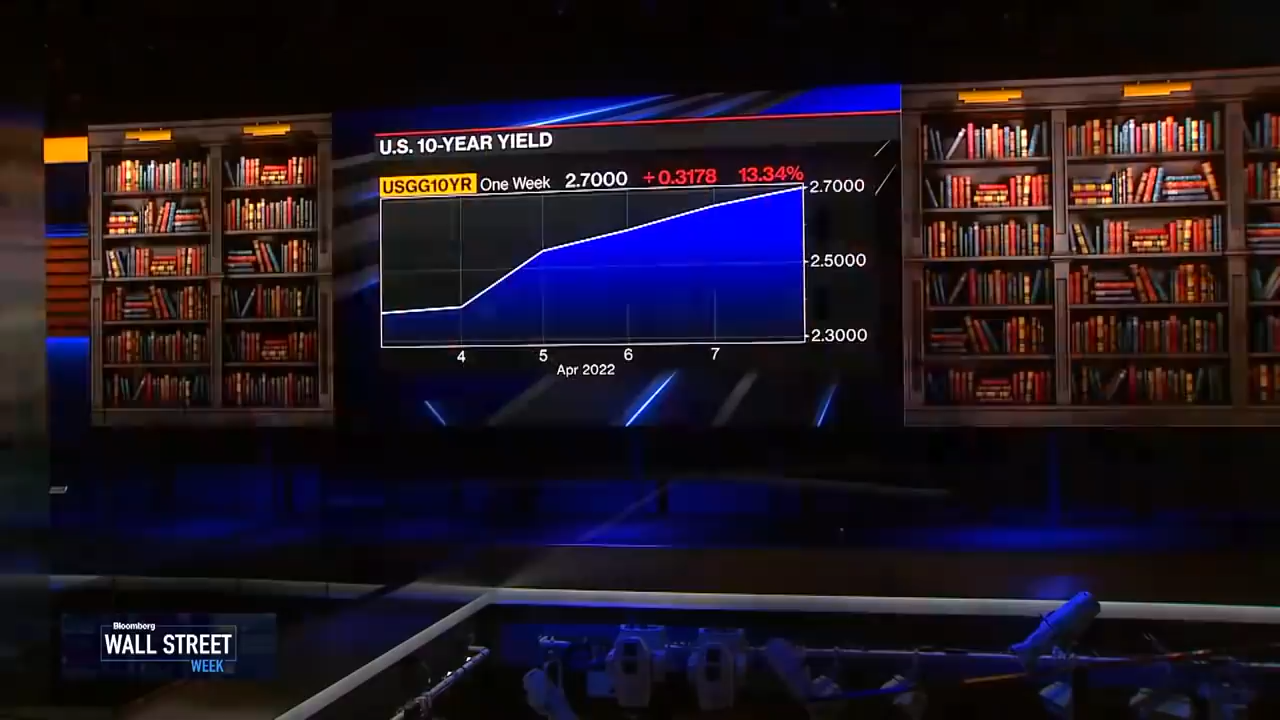 U.S. 10-YEAR YIELD
USGG10YR One Week 2.7000 +0.3178 13.34%
2.7000
2.5000
2.3000
4 5 6 7
Apr 2022
Bloomberg
WALL STREET
WEEK